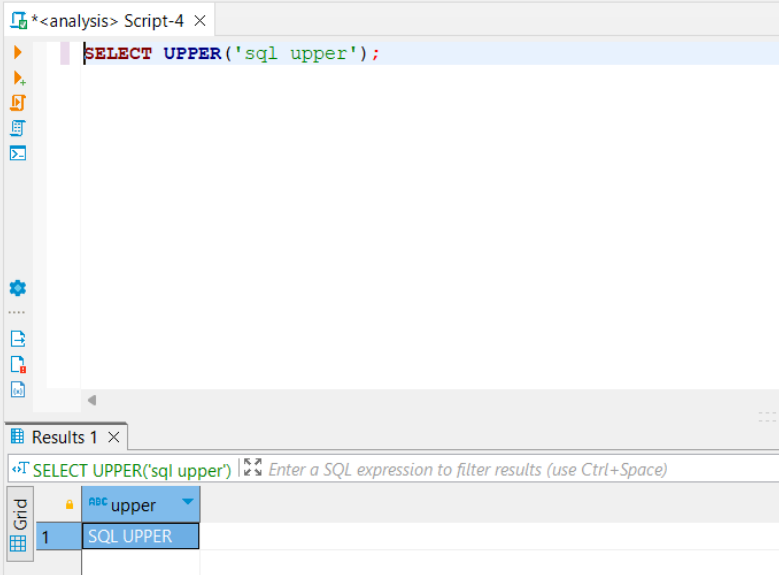 *<analysis> Script-4
SELECT UPPER('sql upper');
Results 1
SELECT UPPER('sql upper') Enter a SQL expression to filter results (use Ctrl+Space)
Grid
ABC upper
1 SQL UPPER